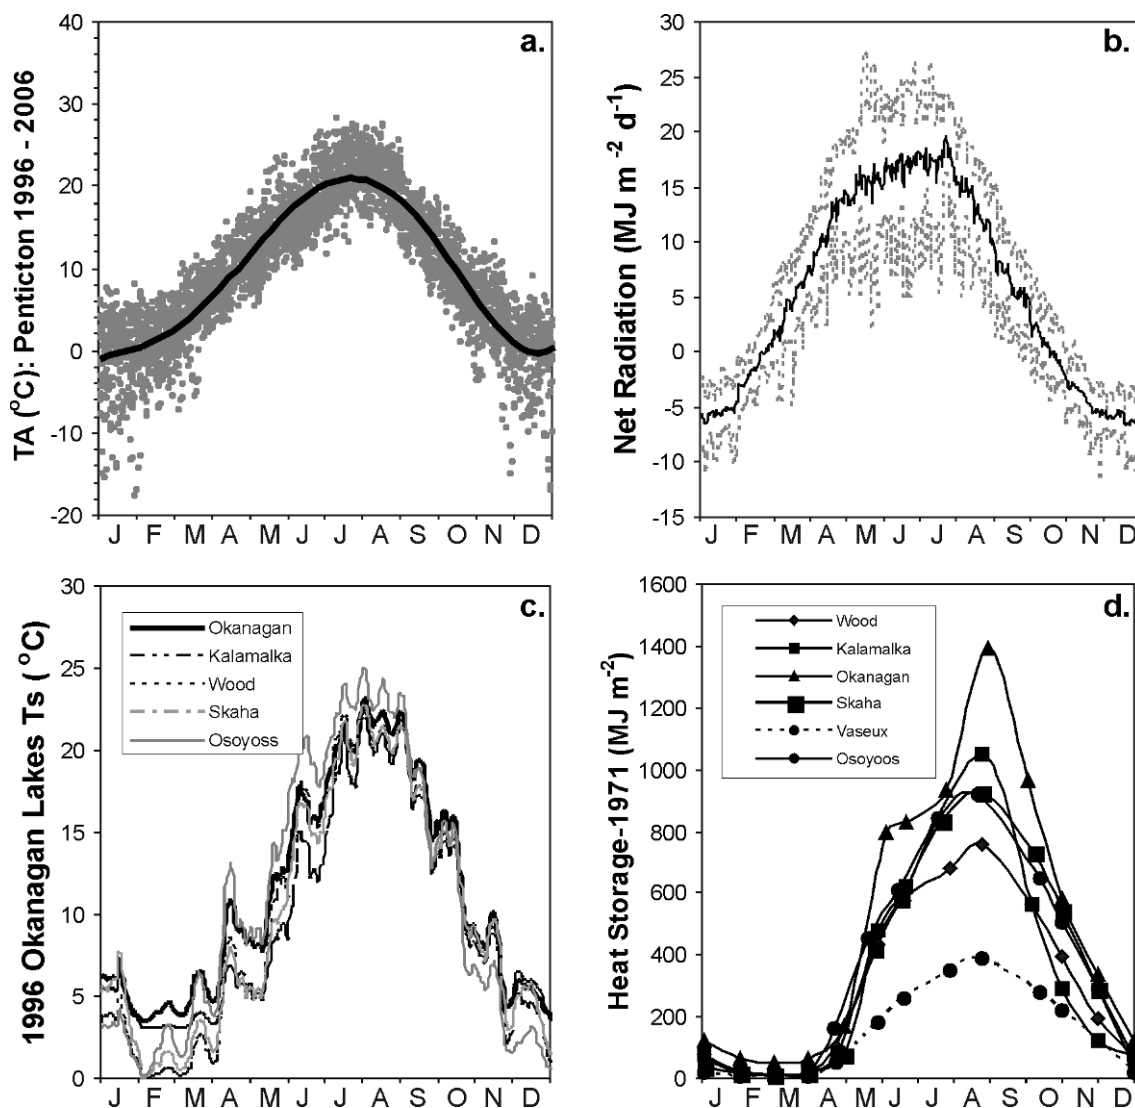 a.
TA (°C): Penticton 1996 - 2006
40
30
20
10
0
-10
-20
J F M A M J J A S O N D
b.
Net Radiation (MJ m -2 d-1)
30
25
20
15
10
5
0
-5
-10
-15
J F M A M J J A S O N D
c.
1996 Okanagan Lakes Ts (°C)
30
25
20
15
10
5
0
Okanagan
Kalamalka
Wood
Skaha
Osoyoss
J F M A M J J A S O N D
d.
Heat Storage-1971 (MJ m-2)
1600
1400
1200
1000
800
600
400
200
0
Wood
Kalamalka
Okanagan
Skaha
Vaseux
Osoyoos
J F M A M J J A S O N D